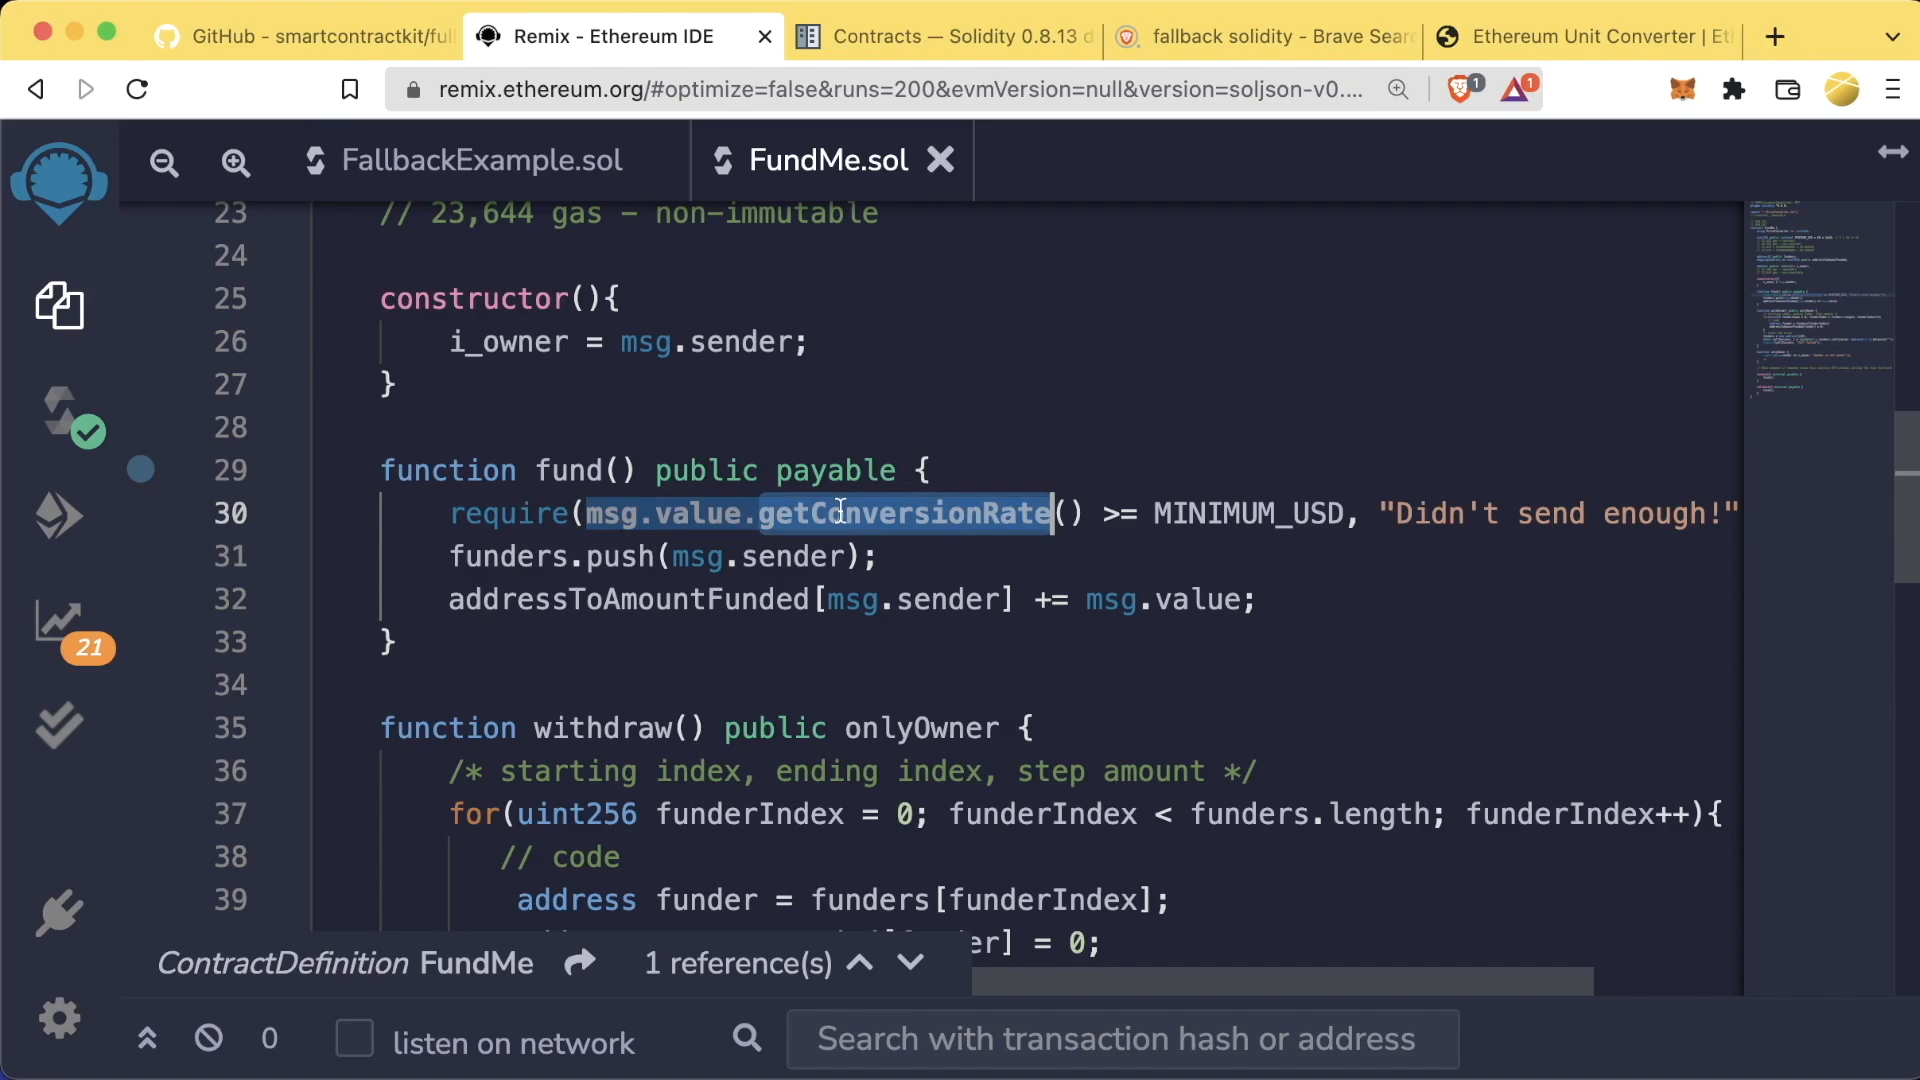 GitHub - smartcontractkit/full
Remix - Ethereum IDE
Contracts — Solidity 0.8.13 d
fallback solidity - Brave Sear
Ethereum Unit Converter | Et
remix.ethereum.org/#optimize=false&runs=200&evmVersion=null&version=soljson-v0....
1
1
FallbackExample.sol
FundMe.sol
23 // 23,644 gas - non-immutable
24
25 constructor(){
26 i_owner = msg.sender;
27 }
28
29 function fund() public payable {
30 require(msg.value.getConversionRate() >= MINIMUM_USD, "Didn't send enough!"
31 funders.push(msg.sender);
32 addressToAmountFunded[msg.sender] += msg.value;
33 }
34
35 function withdraw() public onlyOwner {
36 /* starting index, ending index, step amount */
37 for(uint256 funderIndex = 0; funderIndex < funders.length; funderIndex++){
38 // code
39 address funder = funders[funderIndex];
er] = 0;
21
ContractDefinition FundMe 1 reference(s)
0 listen on network Search with transaction hash or address